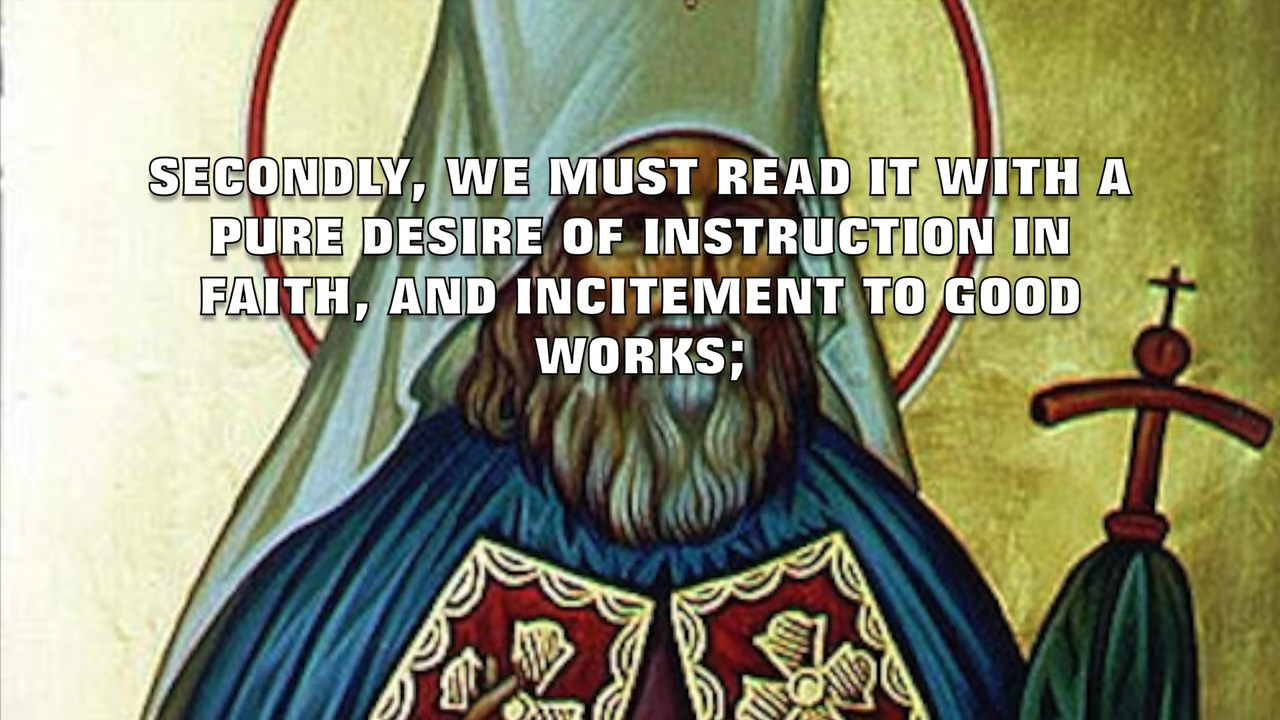 SECONDLY, WE MUST READ IT WITH A
PURE DESIRE OF INSTRUCTION IN
FAITH, AND INCITEMENT TO GOOD
WORKS;